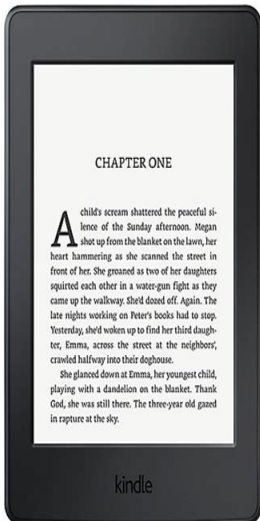 CHAPTER ONE
A child's scream shattered the peaceful si-
lence of the Sunday afternoon. Megan
shot up from the blanket on the lawn, her
heart hammering as she scanned the street in
front of her. She groaned as two of her daughters
squirted each other in a water-gun fight as they
came up the walkway. She'd dozed off. Again. The
late nights working on Peter's books had to stop.
Yesterday, she'd woken up to find her third daugh-
ter, Emma, across the street at the neighbors',
crawled halfway into their doghouse.
She glanced down at Emma, her youngest child,
playing with a dandelion on the blanket. Thank
God, she was still there. The three-year old gazed
in rapture at the sky.
kindle